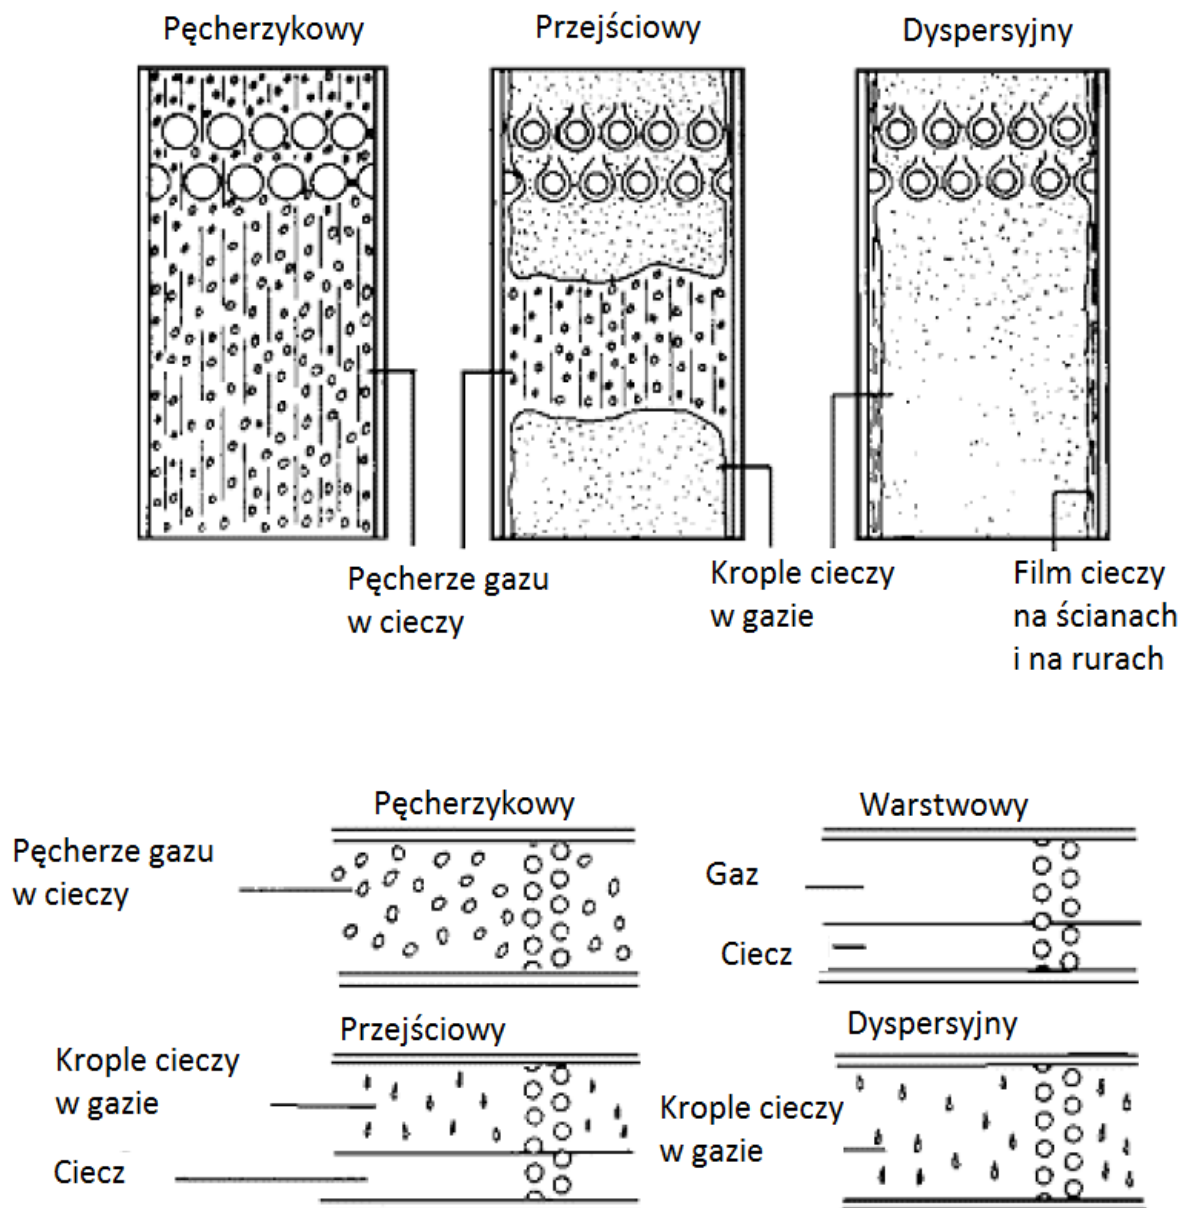 Pęcherzykowy
Przejściowy
Dyspersyjny
Pęcherze gazu
w cieczy
Krople cieczy
w gazie
Film cieczy
na ścianach
i na rurach
Pęcherzykowy
Pęcherze gazu
w cieczy
Warstwowy
Gaz
Ciecz
Przejściowy
Krople cieczy
w gazie
Ciecz
Dyspersyjny
Krople cieczy
w gazie